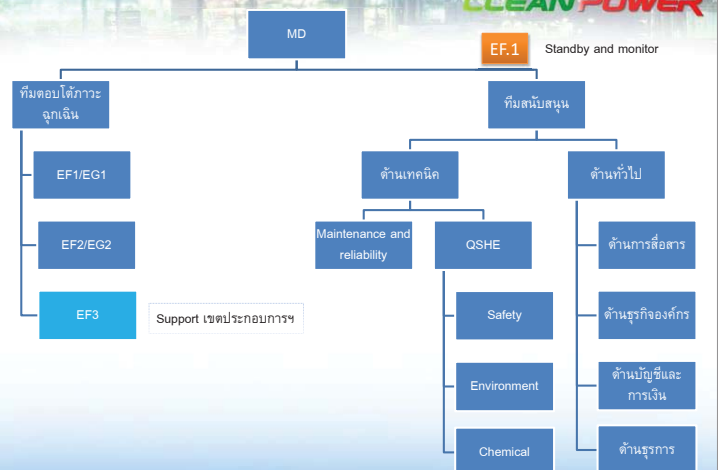 CLEAN POWER
MD
EF.1
Standby and monitor
ทีมตอบโต้ภาวะ
ฉุกเฉิน
ทีมสนับสนุน
EF1/EG1
ด้านเทคนิค
ด้านทั่วไป
EF2/EG2
Maintenance and
reliability
QSHE
ด้านการสื่อสาร
EF3
Support เขตประกอบการฯ
Safety
ด้านธุรกิจองค์กร
Environment
ด้านบัญชีและ
การเงิน
Chemical
ด้านธุรการ